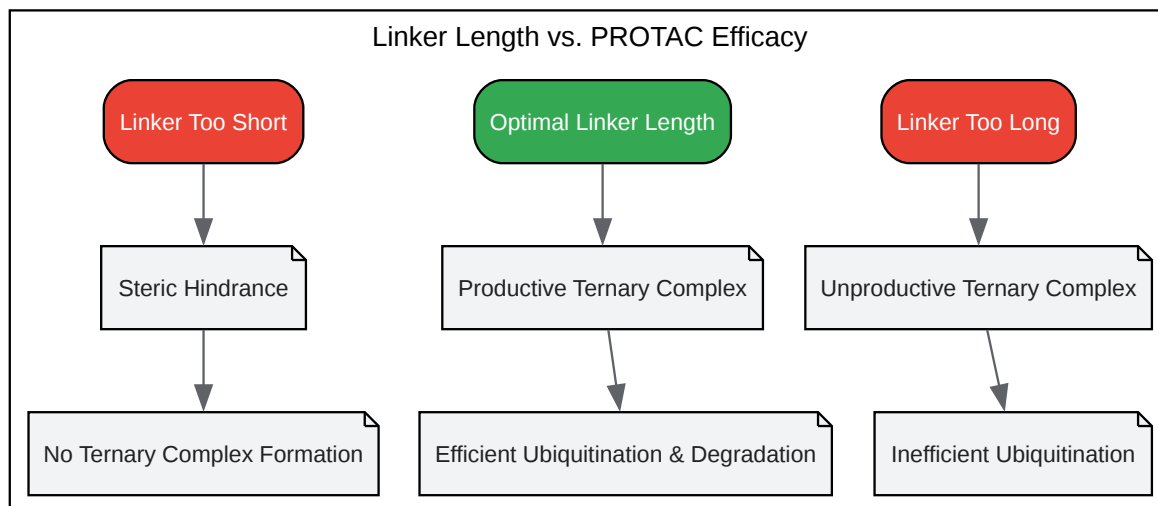 Linker Length vs. PROTAC Efficacy
Linker Too Short
Optimal Linker Length
Linker Too Long
Steric Hindrance
Productive Ternary Complex
Unproductive Ternary Complex
No Ternary Complex Formation
Efficient Ubiquitination & Degradation
Inefficient Ubiquitination